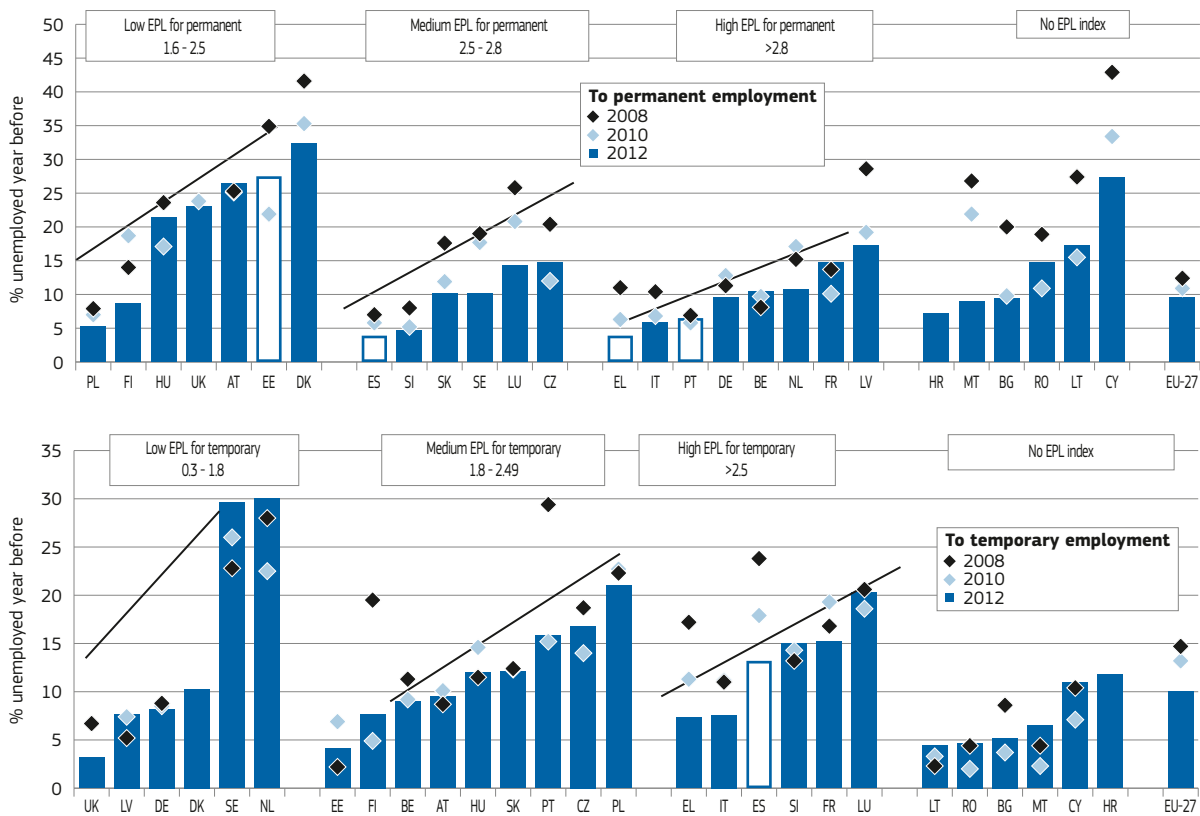 % unemployed year before
50
45
40
35
30
25
20
15
10
5
0
Low EPL for permanent
1.6 - 2.5
Medium EPL for permanent
2.5 - 2.8
High EPL for permanent
>2.8
No EPL index
To permanent employment
2008
2010
2012
PL FI HU UK AT EE DK ES SI SK SE LU CZ EL IT PT DE BE NL FR LV HR MT BG RO LT CY EU-27
% unemployed year before
35
30
25
20
15
10
5
0
Low EPL for temporary
0.3 - 1.8
Medium EPL for temporary
1.8 - 2.49
High EPL for temporary
>2.5
No EPL index
To temporary employment
2008
2010
2012
UK LV DE DK SE NL EE FI BE AT HU SK PT CZ PL EL IT ES SI FR LU LT RO BG MT CY HR EU-27